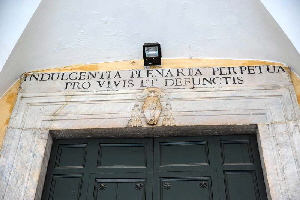 INDULGENTIA PLENARIA PERPETUA
PRO VIVIS ET DEFUNCTIS